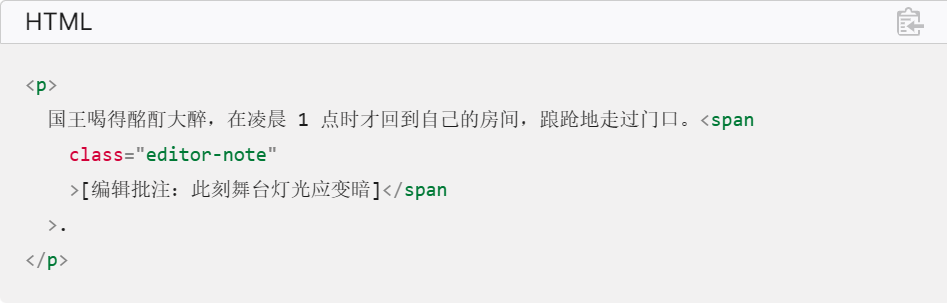 HTML
<p>
国王喝得酩酊大醉，在凌晨 1 点时才回到自己的房间，踉跄地走过门口。<span
class="editor-note"
>[编辑批注：此刻舞台灯光应变暗]</span
>.
</p>